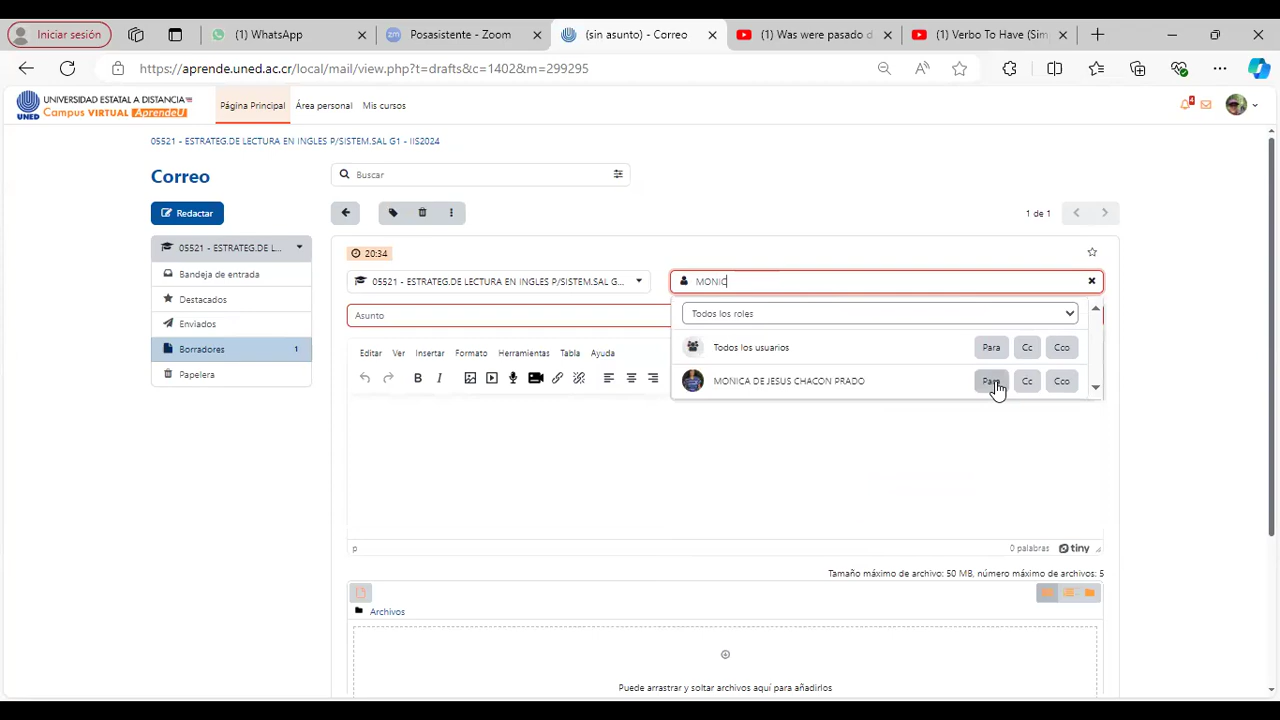 Iniciar sesión
(1) WhatsApp
Posasistente - Zoom
(sin asunto) - Correo
(1) Was were pasado d
(1) Verbo To Have (Sim
https://aprende.uned.ac.cr/local/mail/view.php?t=drafts&c=1402&m=299295
UNIVERSIDAD ESTATAL A DISTANCIA
UNED Campus VIRTUAL AprendeU
Página Principal
Área personal
Mis cursos
4
05521 - ESTRATEG.DE LECTURA EN INGLES P/SISTEM.SAL G1 - IIS2024
Correo
Buscar
Redactar
1 de 1
05521 - ESTRATEG.DE L...
Bandeja de entrada
Destacados
Enviados
Borradores 1
Papelera
20:34
05521 - ESTRATEG.DE LECTURA EN INGLES P/SISTEM.SAL G...
MONIC
Asunto
Todos los roles
Todos los usuarios Para Cc Cco
MONICA DE JESUS CHACON PRADO Para Cc Cco
Editar Ver Insertar Formato Herramientas Tabla Ayuda
B I
p
0 palabras tiny
Tamaño máximo de archivo: 50 MB, número máximo de archivos: 5
Archivos
Puede arrastrar y soltar archivos aquí para añadirlos